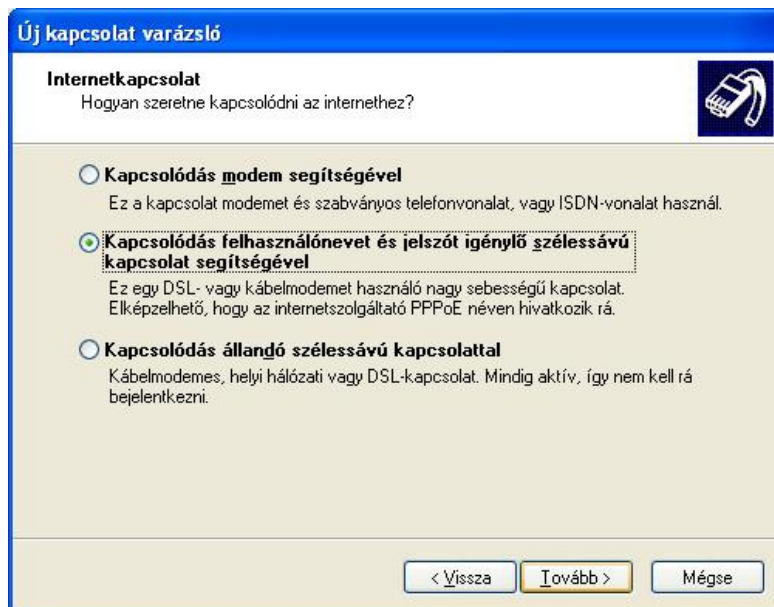 Új kapcsolat varázsló
Internetkapcsolat
Hogyan szeretne kapcsolódni az internethez?
Kapcsolódás modem segítségével
Ez a kapcsolat modemet és szabványos telefonvonalat, vagy ISDN-vonalat használ.
Kapcsolódás felhasználónevet és jelszót igénylő szélessávú
kapcsolat segítségével
Ez egy DSL- vagy kábelmodemet használó nagy sebességű kapcsolat.
Elképzelhető, hogy az internetszolgáltató PPPoE néven hivatkozik rá.
Kapcsolódás állandó szélessávú kapcsolattal
Kábelmodemes, helyi hálózati vagy DSL-kapcsolat. Mindig aktív, így nem kell rá
bejelentkezni.
< Vissza Tovább > Mégse